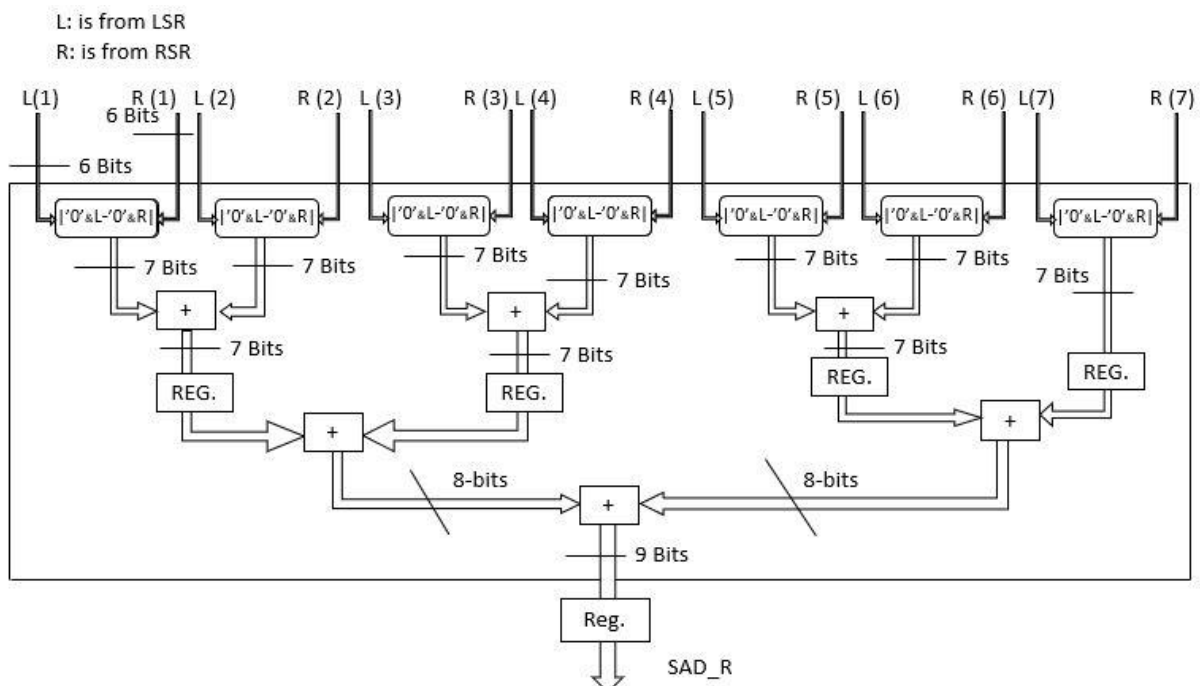 L: is from LSR
R: is from RSR
L(1) R (1) L (2) R (2) L (3) R (3) L (4) R (4) L (5) R (5) L (6) R (6) L(7) R (7)
6 Bits
6 Bits
|'0'&L-'0'&R| |'0'&L-'0'&R| |'0'&L-'0'&R| |'0'&L-'0'&R| |'0'&L-'0'&R| |'0'&L-'0'&R| |'0'&L-'0'&R|
7 Bits 7 Bits 7 Bits 7 Bits 7 Bits 7 Bits 7 Bits
+ + +
7 Bits 7 Bits 7 Bits
REG. REG. REG. REG.
+ +
8-bits 8-bits
+
9 Bits
Reg.
SAD_R